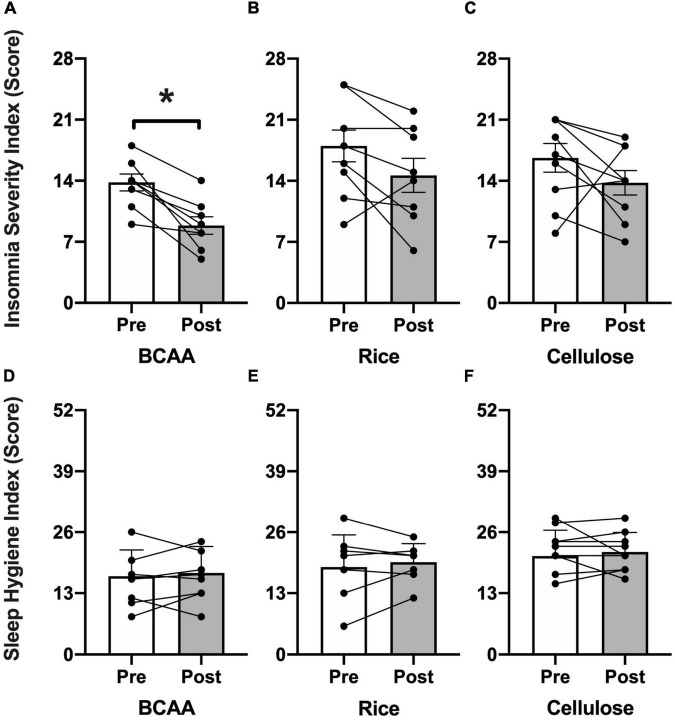 A B C
Insomnia Severity Index (Score)
28 28 28
21 21 21
14 14 14
7 7 7
0 0 0
*
Pre Post Pre Post Pre Post
BCAA Rice Cellulose
D E F
Sleep Hygiene Index (Score)
52 52 52
39 39 39
26 26 26
13 13 13
0 0 0
Pre Post Pre Post Pre Post
BCAA Rice Cellulose